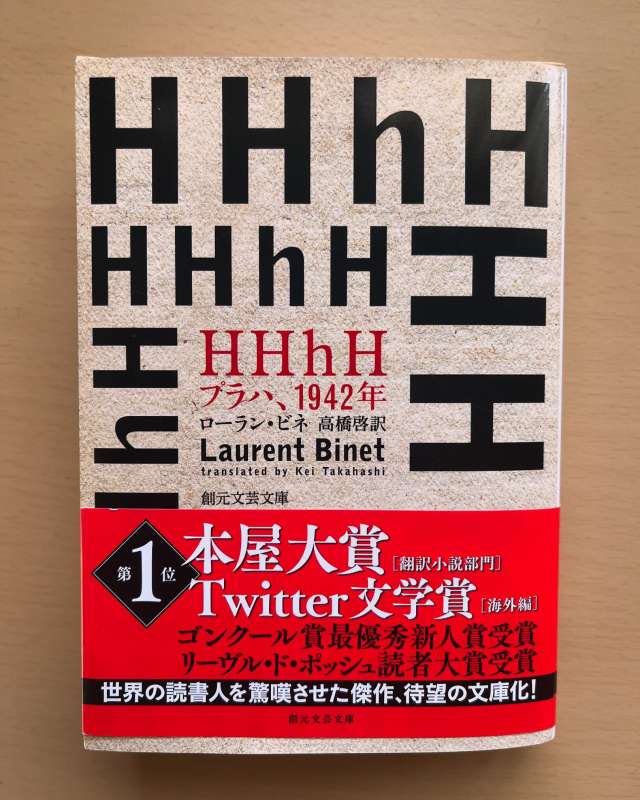 HHhH
HHhH
HH
HhH
HHhH
プラハ、1942年
ローラン・ビネ 高橋啓訳
Laurent Binet
translated by Kei Takahashi
創元文芸文庫
第1位
本屋大賞[翻訳小説部門]
Twitter文学賞[海外編]
ゴンクール賞最優秀新人賞受賞
リーヴル・ド・ポッシュ読者大賞受賞
世界の読書人を驚嘆させた傑作、待望の文庫化!
創元文芸文庫